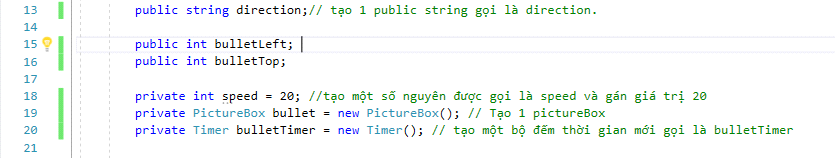 13 public string direction;// tạo 1 public string gọi là direction.
14
15 public int bulletLeft;
16 public int bulletTop;
17
18 private int speed = 20; //tạo một số nguyên được gọi là speed và gán giá trị 20
19 private PictureBox bullet = new PictureBox(); // Tạo 1 pictureBox
20 private Timer bulletTimer = new Timer(); // tạo một bộ đếm thời gian mới gọi là bulletTimer
21